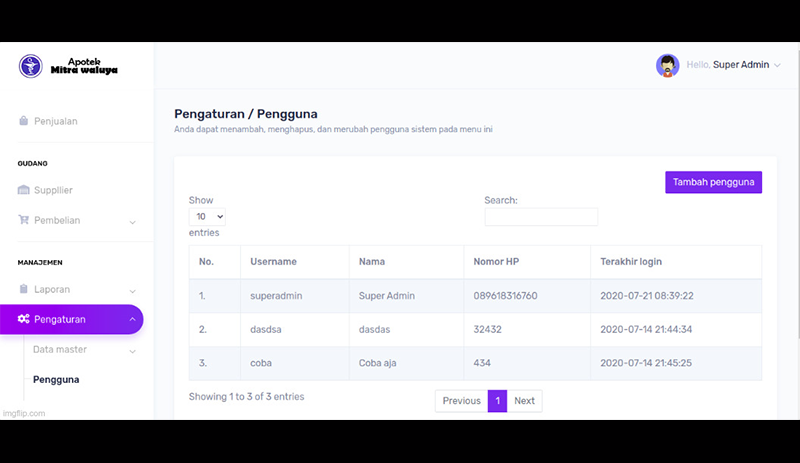 Apotek
Mitra waluya
Hello, Super Admin
Penjualan
GUDANG
Suppllier
Pembelian
MANAJEMEN
Laporan
Pengaturan
Data master
Pengguna
imgflip.com
Pengaturan / Pengguna
Anda dapat menambah, menghapus, dan merubah pengguna sistem pada menu ini
Tambah pengguna
Show
10
entries
Search:
No. Username Nama Nomor HP Terakhir login
1. superadmin Super Admin 089618316760 2020-07-21 08:39:22
2. dasdsa dasdas 32432 2020-07-14 21:44:34
3. coba Coba aja 434 2020-07-14 21:45:25
Showing 1 to 3 of 3 entries
Previous 1 Next